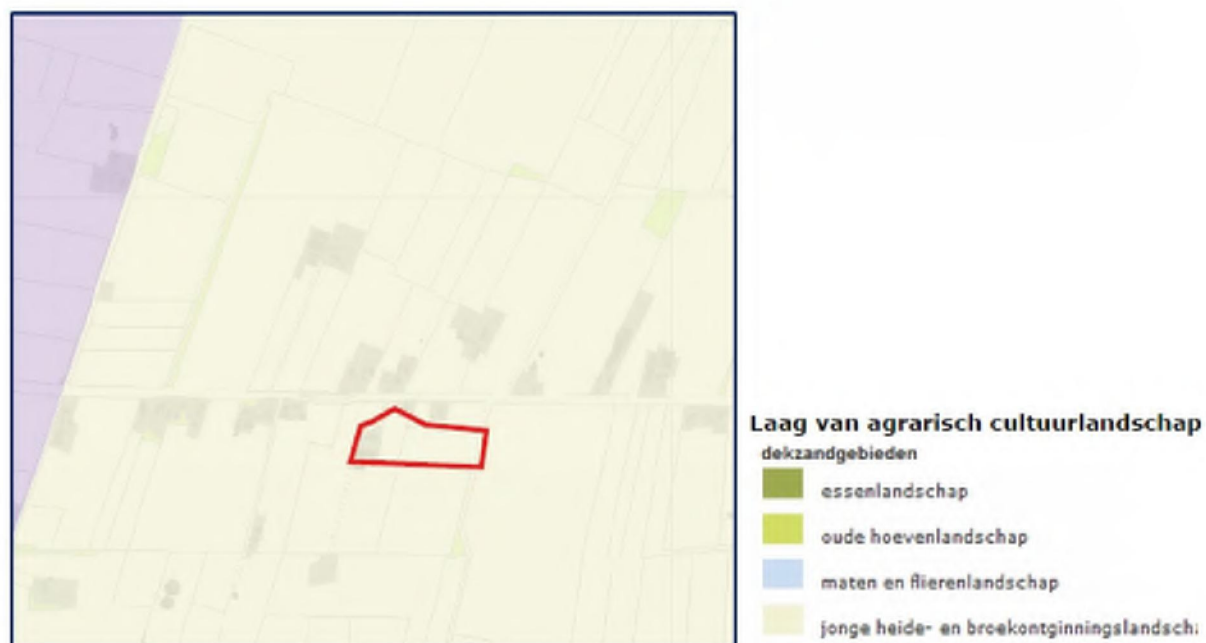 Laag van agrarisch cultuurlandschap
dekzandgebieden
essenlandschap
oude hoevenlandschap
maten en flierenlandschap
jonge heide- en broekontginningslandsch